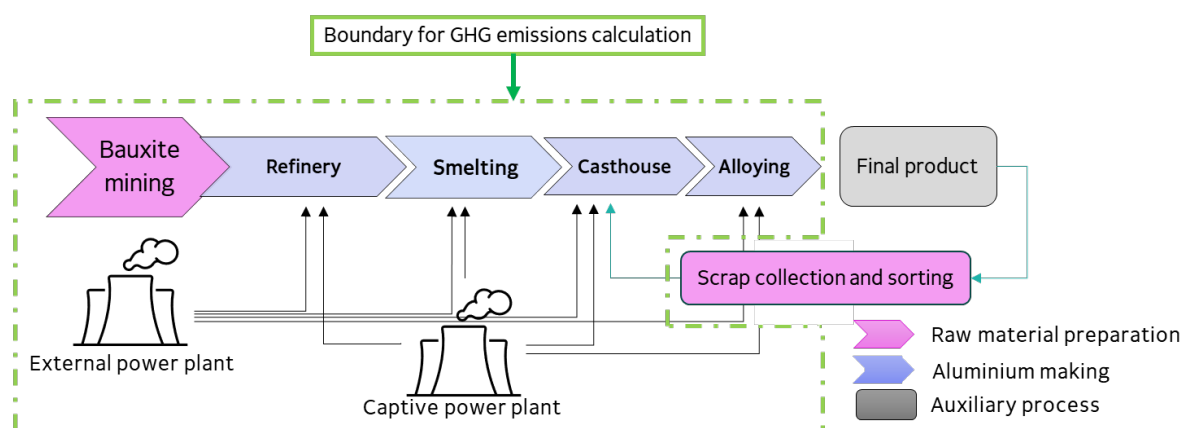 Boundary for GHG emissions calculation
Bauxite
mining
Refinery
Smelting
Casthouse
Alloying
Final product
Scrap collection and sorting
External power plant
Captive power plant
Raw material preparation
Aluminium making
Auxiliary process